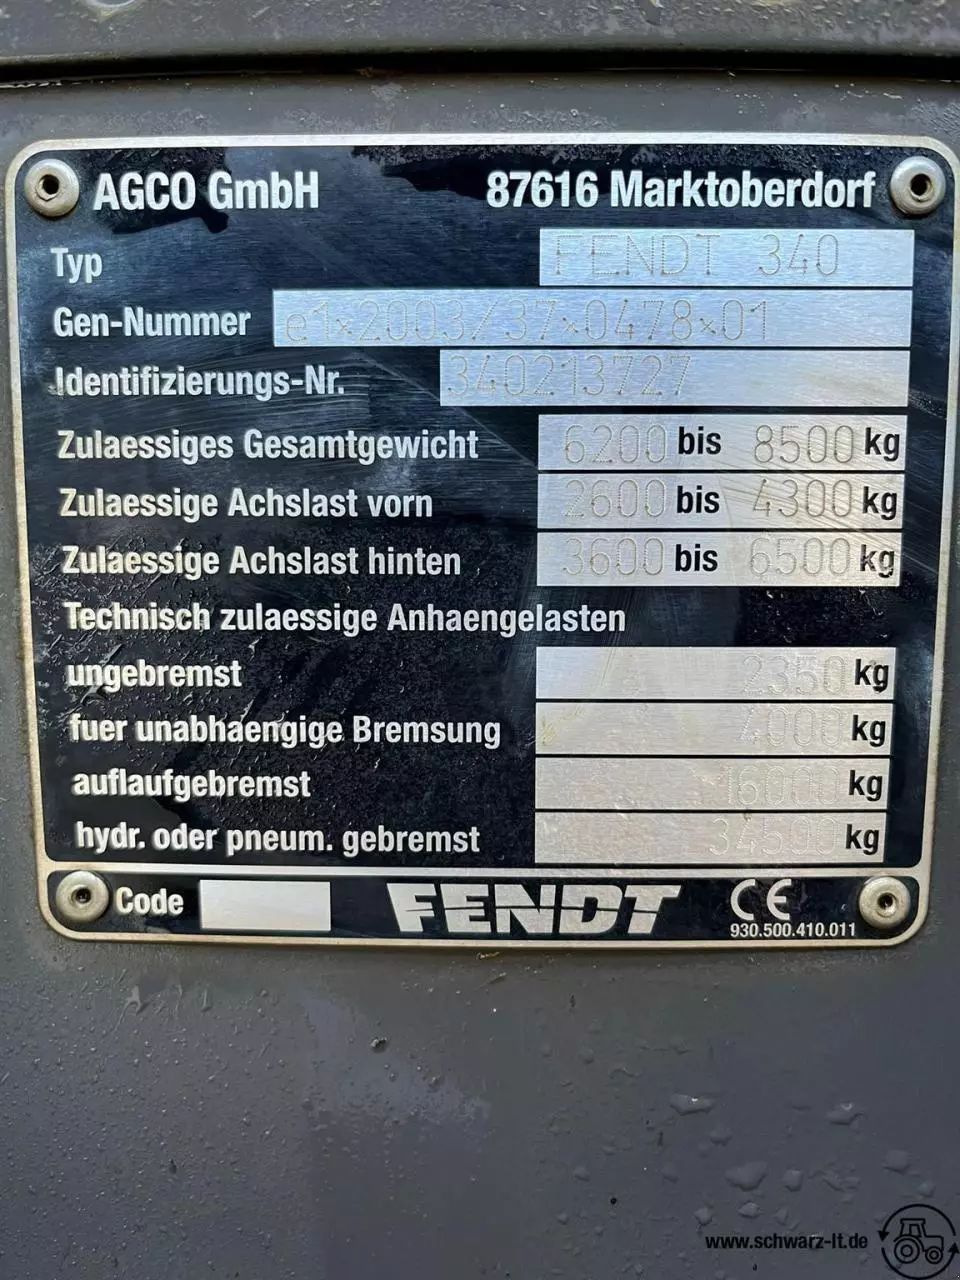 AGCO GmbH 87616 Marktoberdorf
Typ FENDT 340
Gen-Nummer e1*2003/37*0478*01
Identifizierungs-Nr. 340213727
Zulaessiges Gesamtgewicht 6200 bis 8500 kg
Zulaessige Achslast vorn 2600 bis 4300 kg
Zulaessige Achslast hinten 3600 bis 6500 kg
Technisch zulaessige Anhaengelasten
ungebremst 2350 kg
fuer unabhaengige Bremsung 4000 kg
auflaufgebremst 16000 kg
hydr. oder pneum. gebremst 34500 kg
Code FENDT CE
930.500.410.011
www.schwarz-lt.de